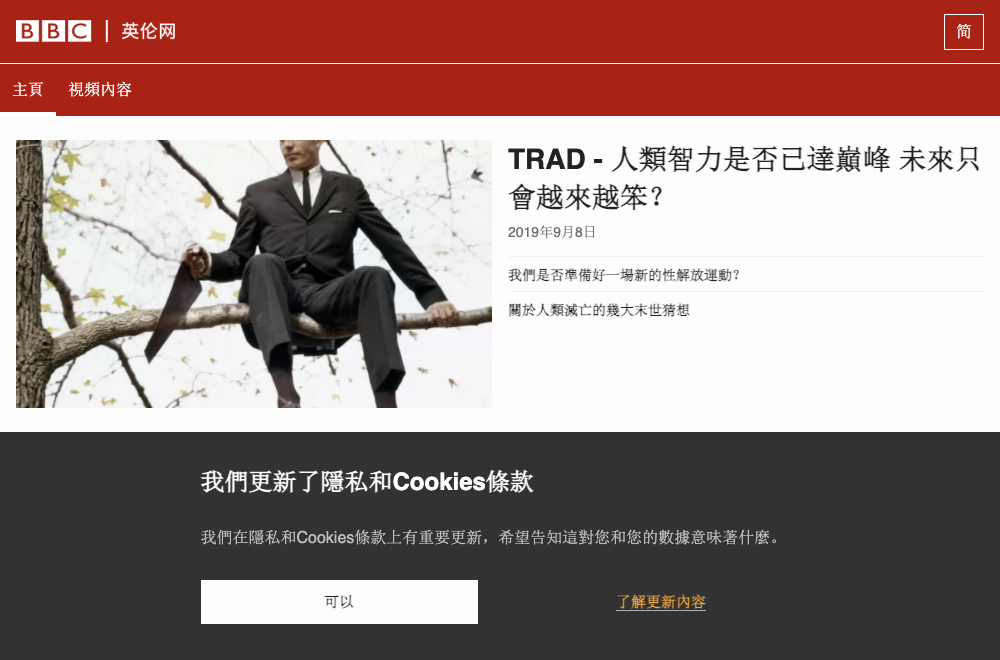 BBC | 英伦网
简
主頁 視頻內容
TRAD - 人類智力是否已達巔峰 未來只
會越來越笨？
2019年9月8日
我們是否準備好一場新的性解放運動？
關於人類滅亡的幾大末世猜想
我們更新了隱私和Cookies條款
我們在隱私和Cookies條款上有重要更新，希望告知這對您和您的數據意味著什麼。
可以
了解更新內容